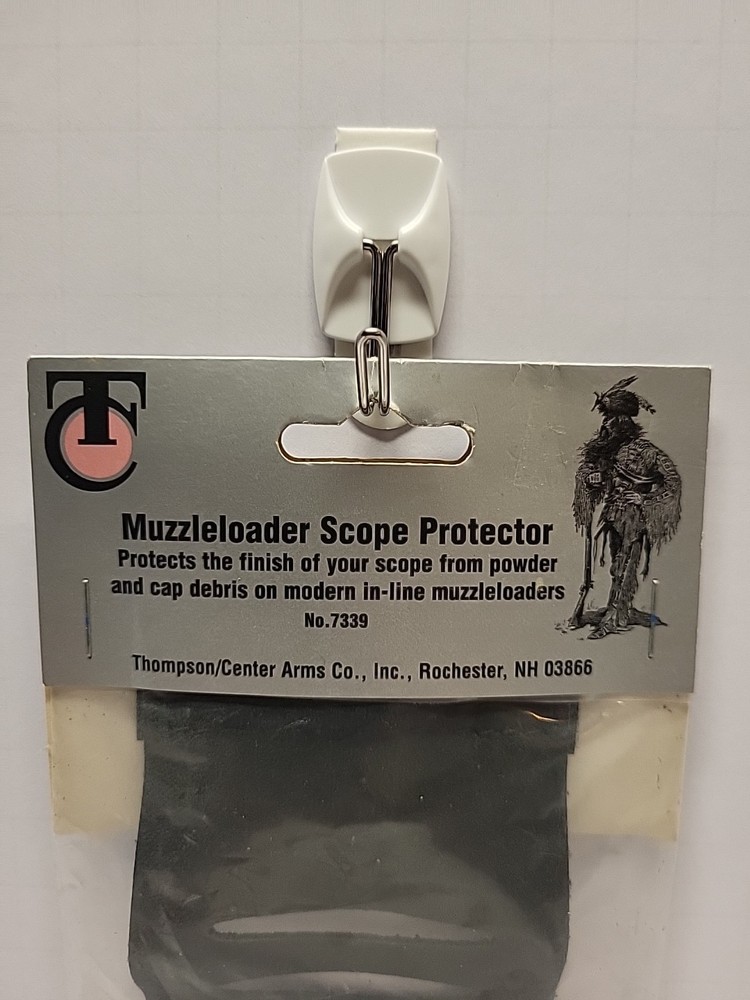 TC
Muzzleloader Scope Protector
Protects the finish of your scope from powder
and cap debris on modern in-line muzzleloaders
No.7339
Thompson/Center Arms Co., Inc., Rochester, NH 03866